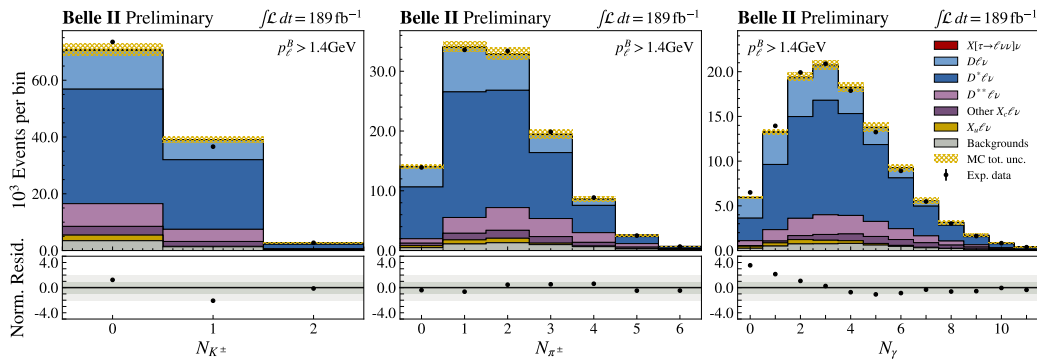 Belle II Preliminary ∫ℒ dt = 189 fb⁻¹
p_ℓ^B > 1.4GeV
10³ Events per bin
60.0
40.0
20.0
0.0
Norm. Resid.
4.0
0.0
-4.0
0 1 2
N_{K^±}
Belle II Preliminary ∫ℒ dt = 189 fb⁻¹
p_ℓ^B > 1.4GeV
30.0
20.0
10.0
0.0
4.0
0.0
-4.0
0 1 2 3 4 5 6
N_{π^±}
Belle II Preliminary ∫ℒ dt = 189 fb⁻¹
p_ℓ^B > 1.4GeV
X[τ→ℓνν]ν
Dℓν
D*ℓν
D**ℓν
Other X_cℓν
X_uℓν
Backgrounds
MC tot. unc.
Exp. data
20.0
15.0
10.0
5.0
0.0
4.0
0.0
-4.0
0 2 4 6 8 10
N_γ